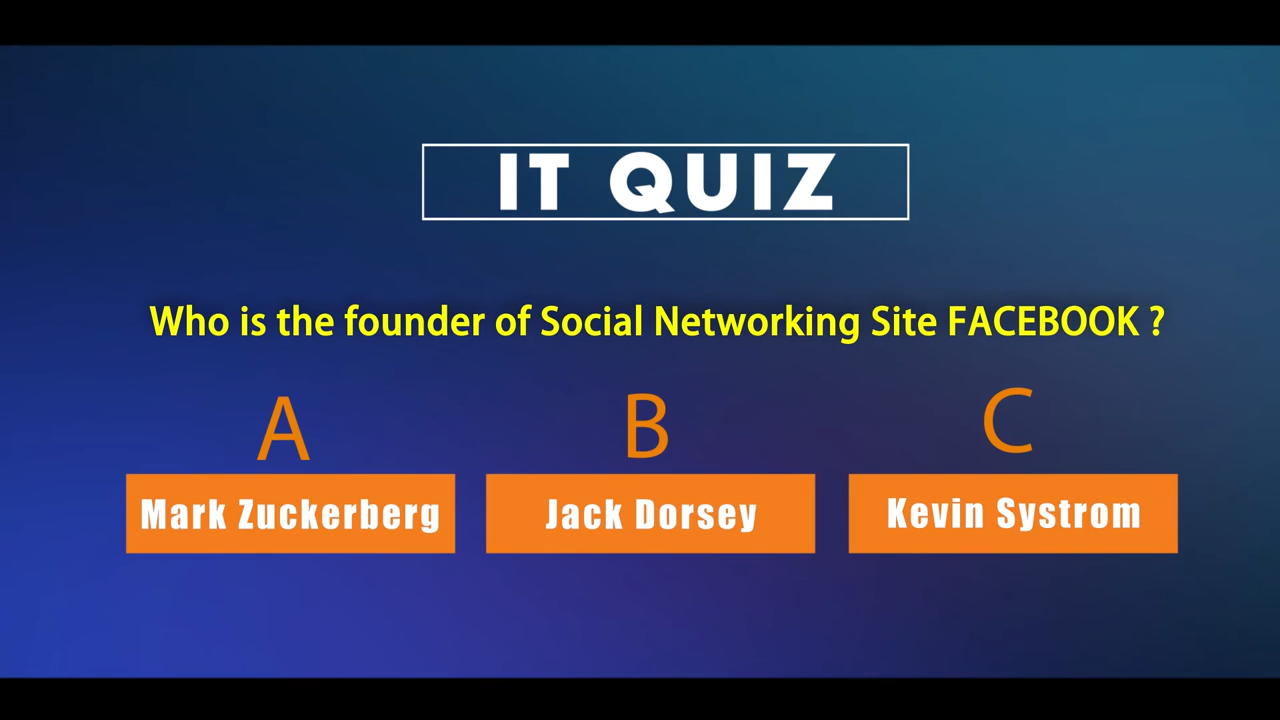 IT QUIZ
Who is the founder of Social Networking Site FACEBOOK ?
A
B
C
Mark Zuckerberg
Jack Dorsey
Kevin Systrom